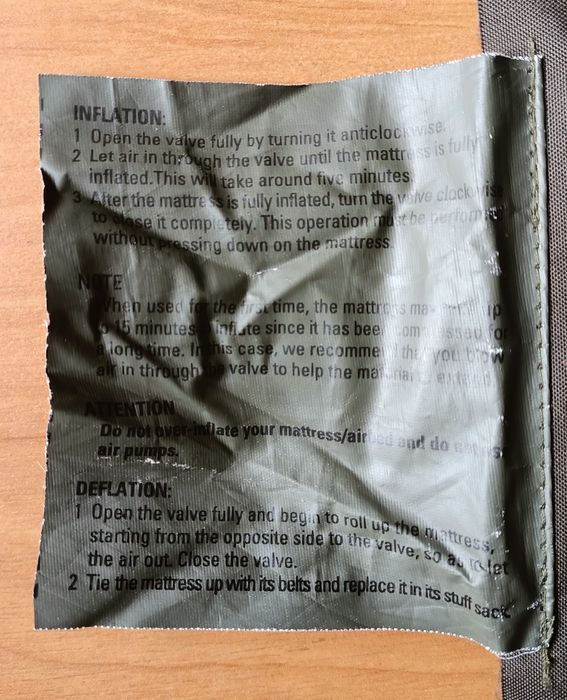 INFLATION:
1 Open the valve fully by turning it anticlockwise.
2 Let air in through the valve until the mattress is fully
inflated.This will take around five minutes.
3 After the mattress is fully inflated, turn the valve clockwise
to close it completely. This operation must be performed
without pressing down on the mattress.
NOTE
When used for the first time, the mattress may up
to 15 minutes to inflate since it has been compressed for
a long time. In this case, we recommend that you blow
air in through the valve to help the material
ATTENTION
Do not over-inflate your mattress/airbed and do not use
air pumps.
DEFLATION:
1 Open the valve fully and begin to roll up the mattress,
starting from the opposite side to the valve, so as to let
the air out. Close the valve.
2 Tie the mattress up with its belts and replace it in its stuff sack.